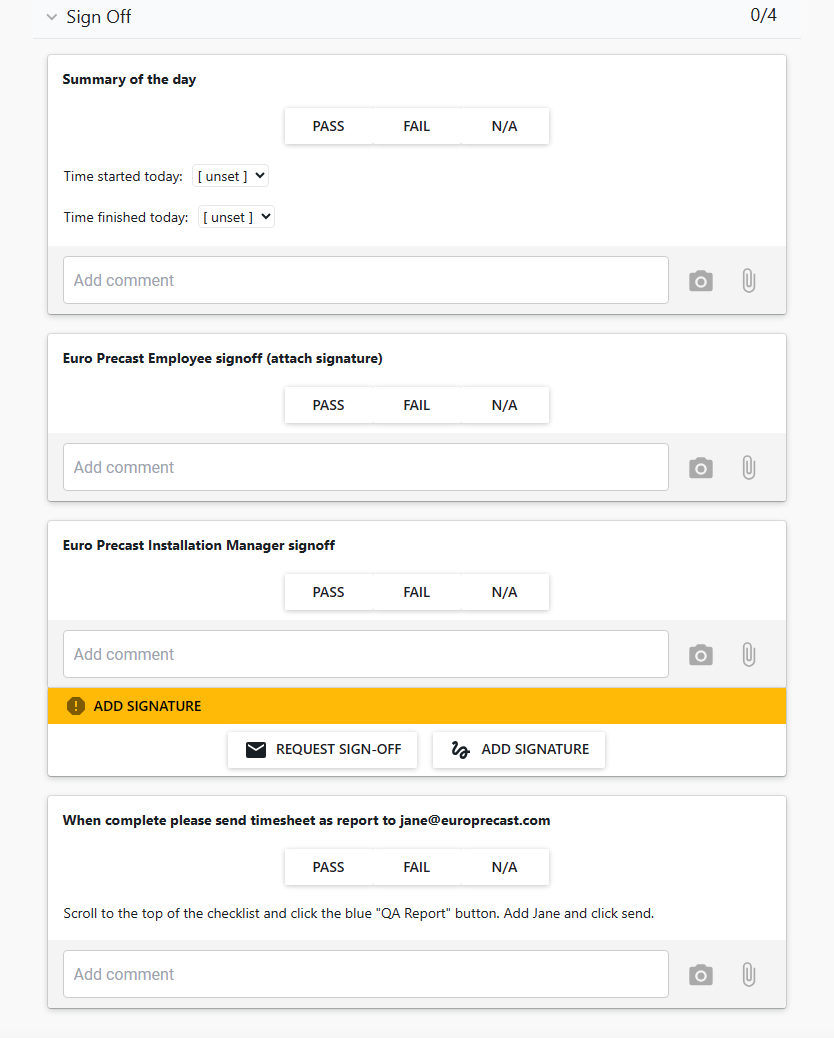 Sign Off 0/4
Summary of the day
PASS FAIL N/A
Time started today: [ unset ]
Time finished today: [ unset ]
Add comment
Euro Precast Employee signoff (attach signature)
PASS FAIL N/A
Add comment
Euro Precast Installation Manager signoff
PASS FAIL N/A
Add comment
ADD SIGNATURE
REQUEST SIGN-OFF ADD SIGNATURE
When complete please send timesheet as report to jane@europrecast.com
PASS FAIL N/A
Scroll to the top of the checklist and click the blue "QA Report" button. Add Jane and click send.
Add comment